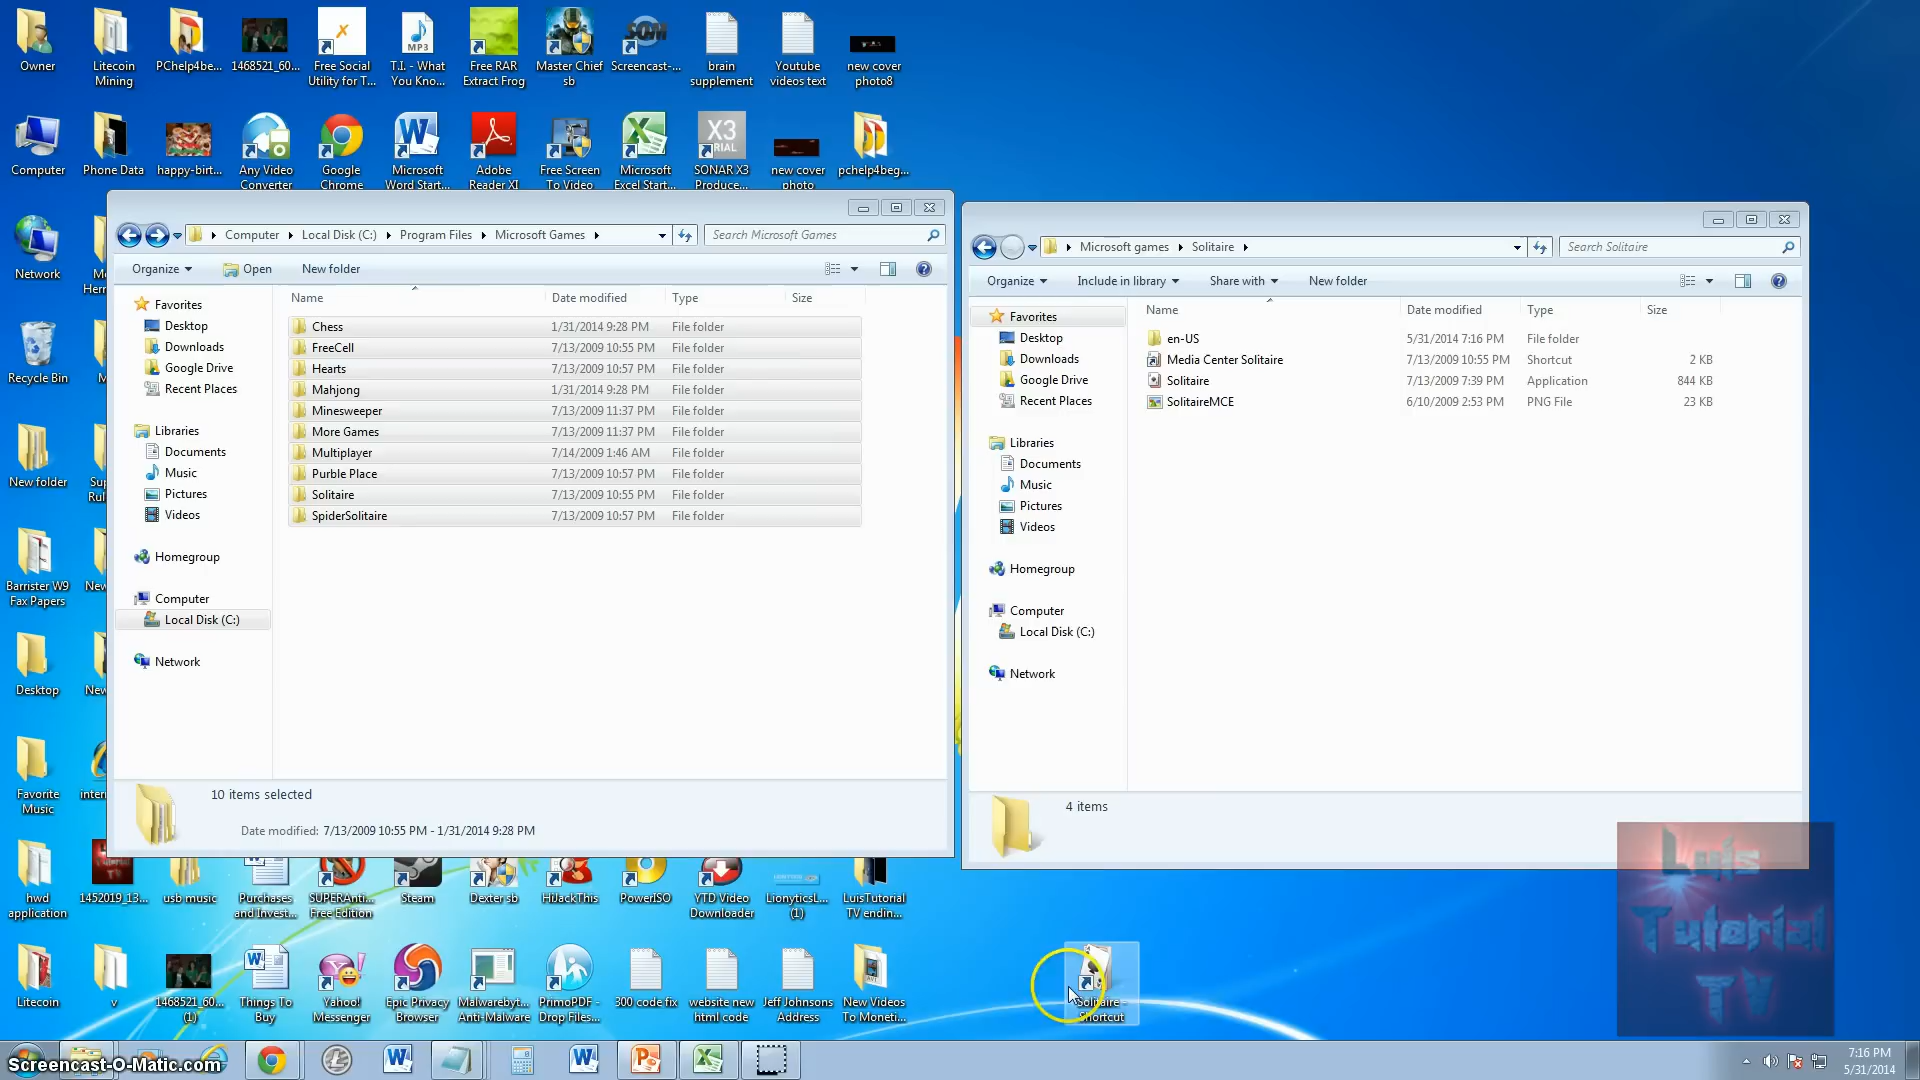 Owner
Litecoin
Mining
PChelp4be...
1468521_60...
Free Social
Utility for T...
T.I. - What
You Kno...
Free RAR
Extract Frog
Master Chief
sb
Screencast-...
brain
supplement
Youtube
videos text
new cover
photo8
Computer
Phone Data
happy-birt...
Any Video
Converter
Google
Chrome
Microsoft
Word Start...
Adobe
Reader XI
Free Screen
To Video
Microsoft
Excel Start...
SONAR X3
Produce...
new cover
photo
pchelp4beg...
Network
Recycle Bin
New folder
Barrister W9
Fax Papers
Desktop
Favorite
Music
Computer
Local Disk (C:)
Program Files
Microsoft Games
Search Microsoft Games
Organize
Open
New folder
Name
Date modified
Type
Size
Favorites
Desktop
Downloads
Google Drive
Recent Places
Libraries
Documents
Music
Pictures
Videos
Homegroup
Computer
Local Disk (C:)
Network
Chess 1/31/2014 9:28 PM File folder
FreeCell 7/13/2009 10:55 PM File folder
Hearts 7/13/2009 10:57 PM File folder
Mahjong 1/31/2014 9:28 PM File folder
Minesweeper 7/13/2009 11:37 PM File folder
More Games 7/13/2009 11:37 PM File folder
Multiplayer 7/14/2009 1:46 AM File folder
Purble Place 7/13/2009 10:57 PM File folder
Solitaire 7/13/2009 10:55 PM File folder
SpiderSolitaire 7/13/2009 10:57 PM File folder
10 items selected
Date modified: 7/13/2009 10:55 PM - 1/31/2014 9:28 PM
Microsoft games
Solitaire
Search Solitaire
Organize
Include in library
Share with
New folder
Name
Date modified
Type
Size
Favorites
Desktop
Downloads
Google Drive
Recent Places
Libraries
Documents
Music
Pictures
Videos
Homegroup
Computer
Local Disk (C:)
Network
en-US 5/31/2014 7:16 PM File folder
Media Center Solitaire 7/13/2009 10:55 PM Shortcut 2 KB
Solitaire 7/13/2009 7:39 PM Application 844 KB
SolitaireMCE 6/10/2009 2:53 PM PNG File 23 KB
4 items
hwd
application
1452019_13...
usb music
Purchases
and Invest...
SUPERAnti...
Free Edition
Steam
Dexter sb
HiJackThis
PowerISO
YTD Video
Downloader
LionyticsL...
(1)
LuisTutorial
TV endin...
Litecoin
v
1468521_60...
(1)
Things To
Buy
Yahoo!
Messenger
Epic Privacy
Browser
Malwarebyt...
Anti-Malware
PrimoPDF -
Drop Files...
300 code fix
website new
html code
Jeff Johnsons
Address
New Videos
To Moneti...
Solitaire -
Shortcut
Luis
Tutorial
TV
Screencast-O-Matic.com
7:16 PM
5/31/2014